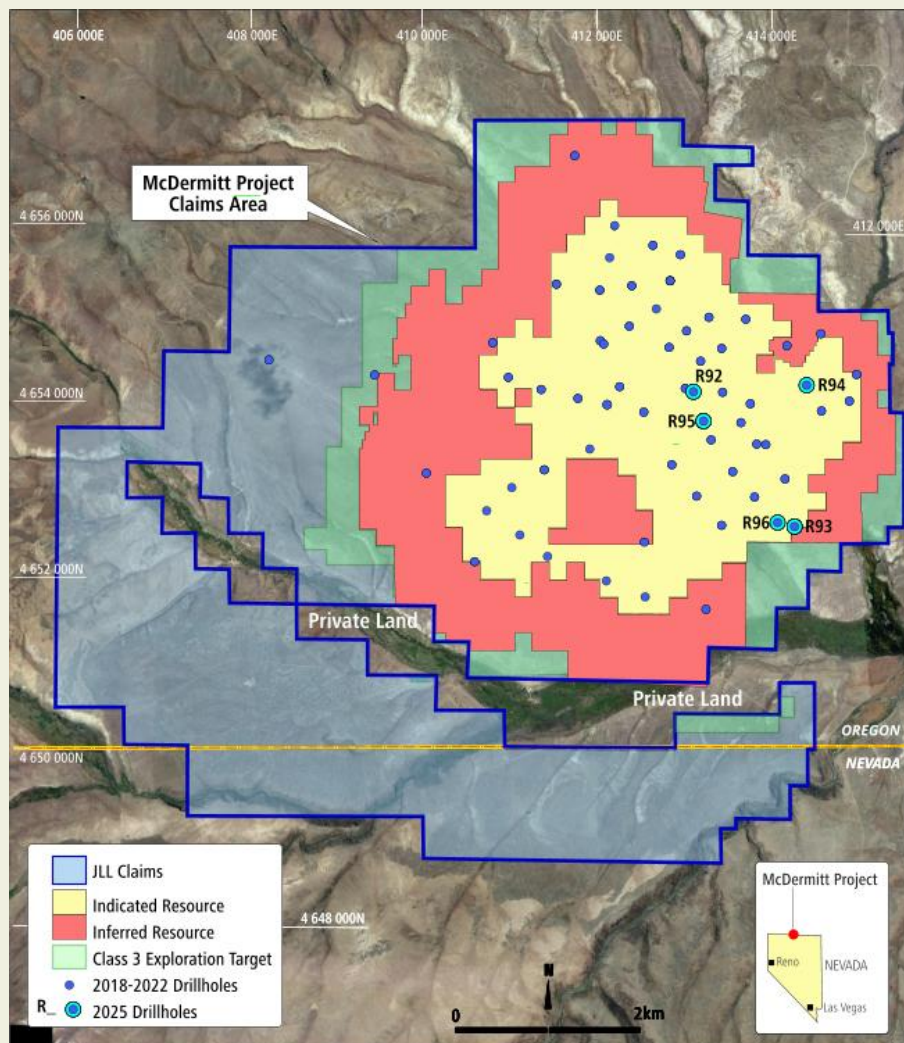 406 000E
408 000E
410 000E
412 000E
414 000E
McDermitt Project
Claims Area
4 656 000N
412 000E
4 654 000N
R92
R94
R95
R96
R93
4 652 000N
Private Land
Private Land
OREGON
4 650 000N
NEVADA
JLL Claims
Indicated Resource
Inferred Resource
Class 3 Exploration Target
2018-2022 Drillholes
R_ 2025 Drillholes
4 648 000N
N
0
2km
McDermitt Project
Reno
NEVADA
Las Vegas